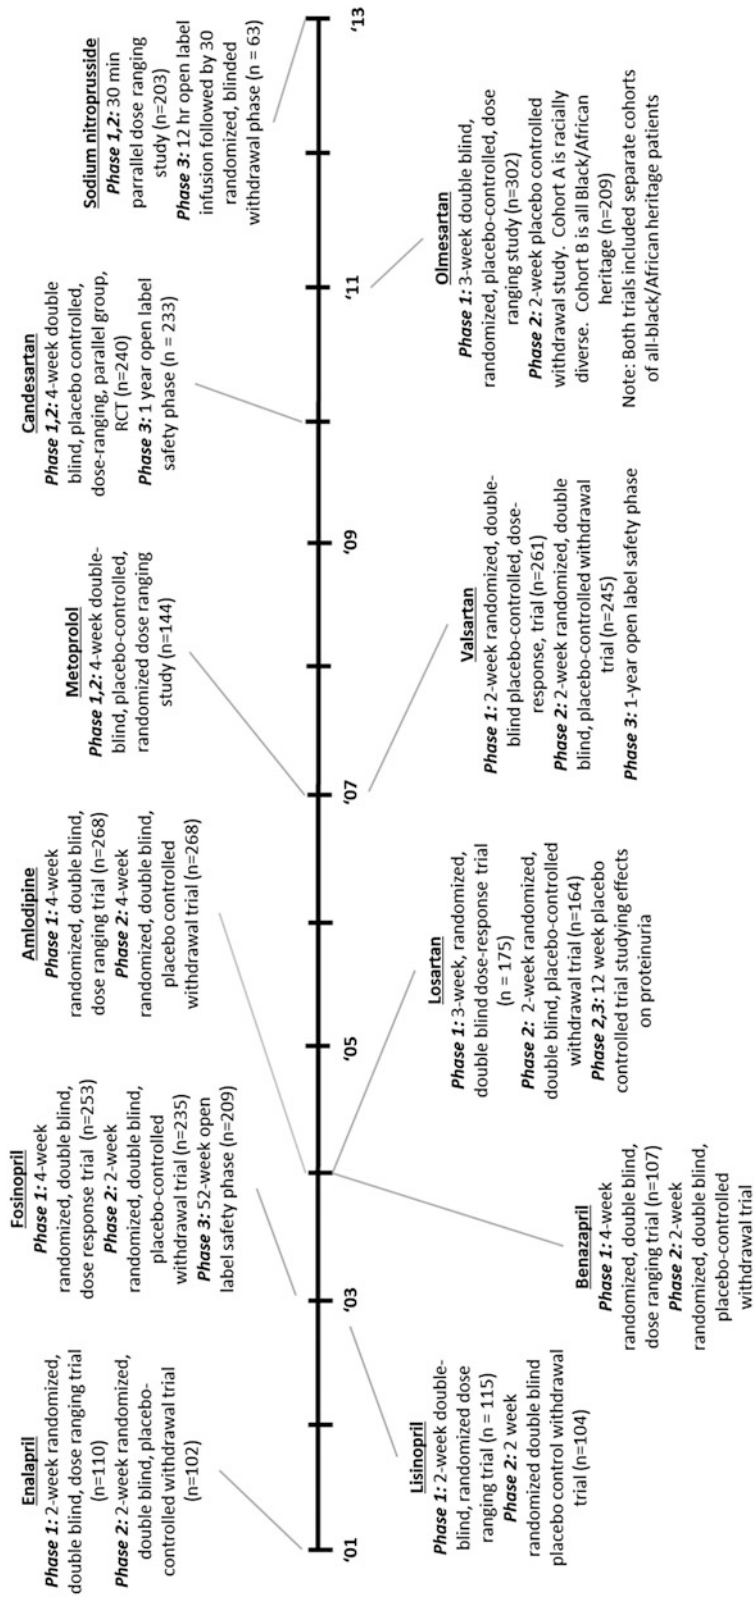 Enalapril
Phase 1: 2-week randomized,
double blind, dose ranging trial
(n=110)
Phase 2: 2-week randomized,
double blind, placebo-
controlled withdrawal trial
(n=102)
Fosinopril
Phase 1: 4-week
randomized, double blind,
dose response trial (n=253)
Phase 2: 2-week
randomized, double blind,
placebo-controlled
withdrawal trial (n=235)
Phase 3: 52-week open
label safety phase (n=209)
Amlodipine
Phase 1: 4-week
randomized, double blind,
dose ranging trial (n=268)
Phase 2: 4-week
randomized, double blind,
placebo controlled
withdrawal trial (n=268)
Metoprolol
Phase 1,2: 4-week double-
blind, placebo-controlled,
randomized dose ranging
study (n=144)
Candesartan
Phase 1,2: 4-week double
blind, placebo controlled,
dose-ranging, parallel group,
RCT (n=240)
Phase 3: 1 year open label
safety phase (n = 233)
Sodium nitroprusside
Phase 1,2: 30 min
parrallel dose ranging
study (n=203)
Phase 3: 12 hr open label
infusion followed by 30
randomized, blinded
withdrawal phase (n = 63)
'01
'03
'05
'07
'09
'11
'13
Lisinopril
Phase 1: 2-week double-
blind, randomized dose
ranging trial (n = 115)
Phase 2: 2 week
randomized double blind
placebo control withdrawal
trial (n=104)
Benazapril
Phase 1: 4-week
randomized, double blind,
dose ranging trial (n=107)
Phase 2: 2-week
randomized, double blind,
placebo-controlled
withdrawal trial
Losartan
Phase 1: 3-week, randomized,
double blind dose-response trial
(n = 175)
Phase 2: 2-week randomized,
double blind, placebo-controlled
withdrawal trial (n=164)
Phase 2,3: 12 week placebo
controlled trial studying effects
on proteinuria
Valsartan
Phase 1: 2-week randomized, double-
blind placebo-controlled, dose-
response, trial (n=261)
Phase 2: 2-week randomized, double
blind, placebo-controlled withdrawal
trial (n=245)
Phase 3: 1-year open label safety phase
Olmesartan
Phase 1: 3-week double blind,
randomized, placebo-controlled, dose
ranging study (n=302)
Phase 2: 2-week placebo controlled
withdrawal study. Cohort A is racially
diverse. Cohort B is all Black/African
heritage (n=209)
Note: Both trials included separate cohorts
of all-black/African heritage patients